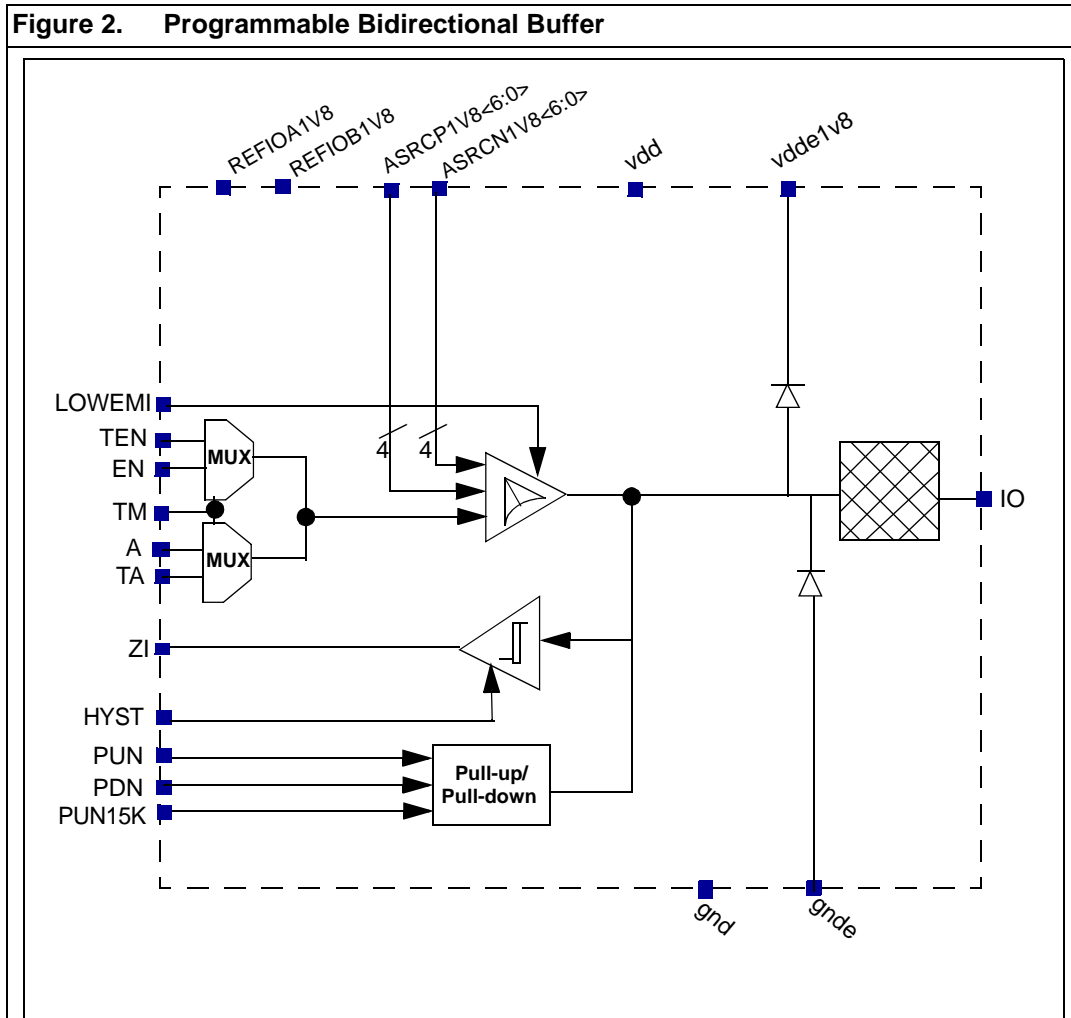 Figure 2. Programmable Bidirectional Buffer
REFIOA1V8
REFIOB1V8
ASRCP1V8<6:0>
ASRCN1V8<6:0>
vdd
vdde1v8
LOWEMI
TEN
EN
TM
A
TA
MUX
MUX
4
4
IO
ZI
HYST
PUN
PDN
PUN15K
Pull-up/
Pull-down
gnd
gnde